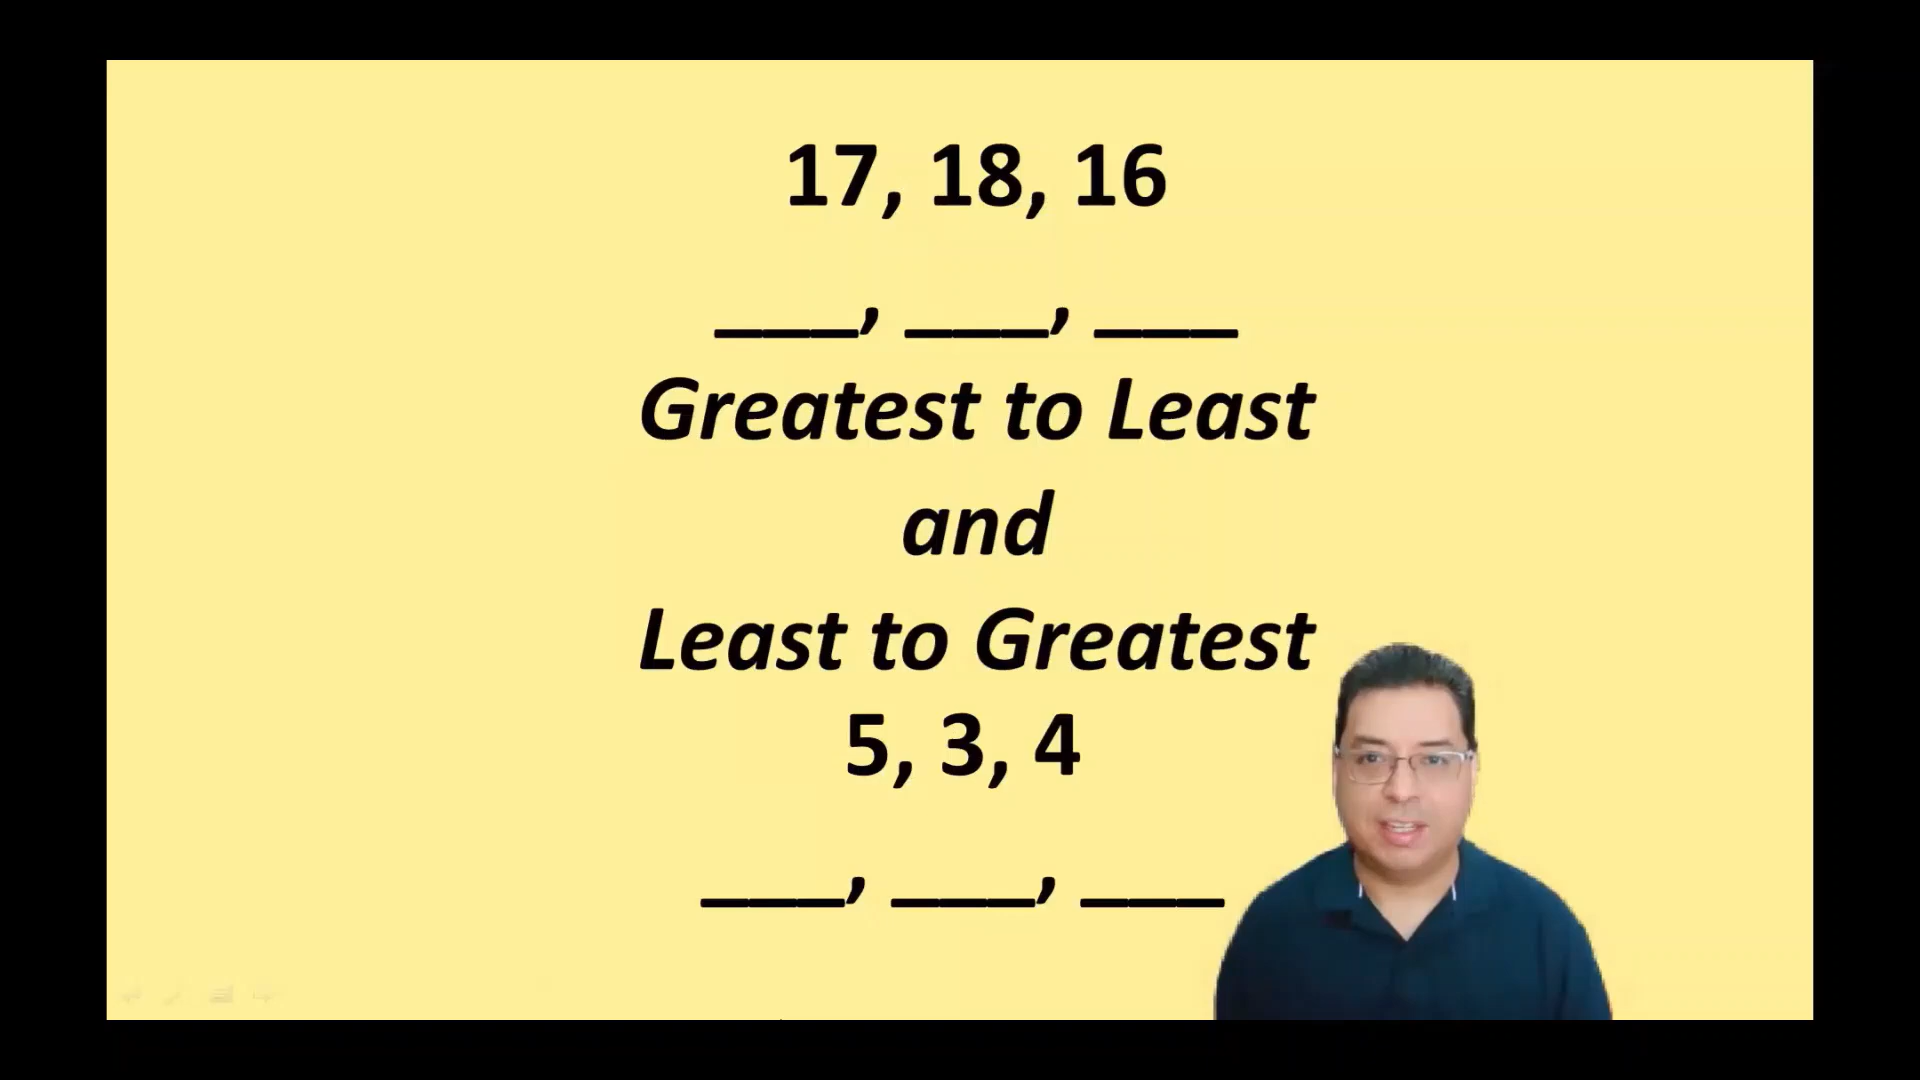 17, 18, 16
___, ___, ___
Greatest to Least
and
Least to Greatest
5, 3, 4
___, ___, ___